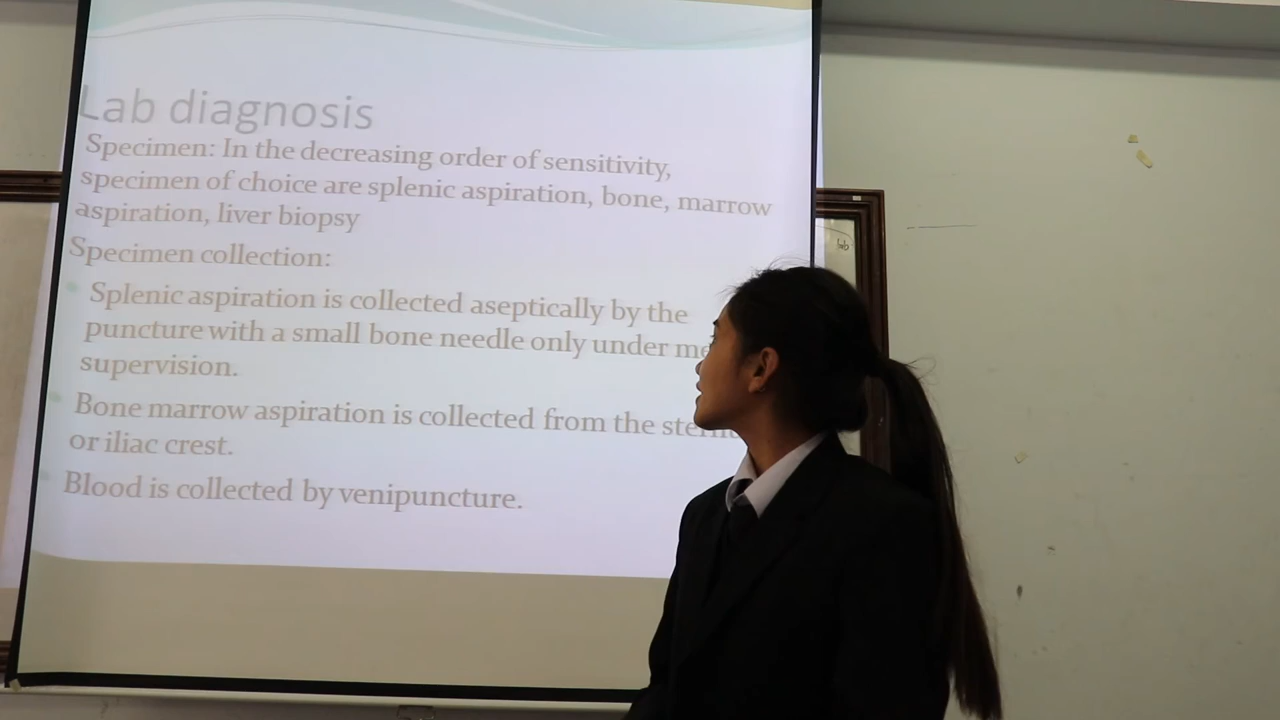 Lab diagnosis
Specimen: In the decreasing order of sensitivity,
specimen of choice are splenic aspiration, bone, marrow
aspiration, liver biopsy
Specimen collection:
Splenic aspiration is collected aseptically by the
puncture with a small bone needle only under
supervision.
Bone marrow aspiration is collected from the
or iliac crest.
Blood is collected by venipuncture.